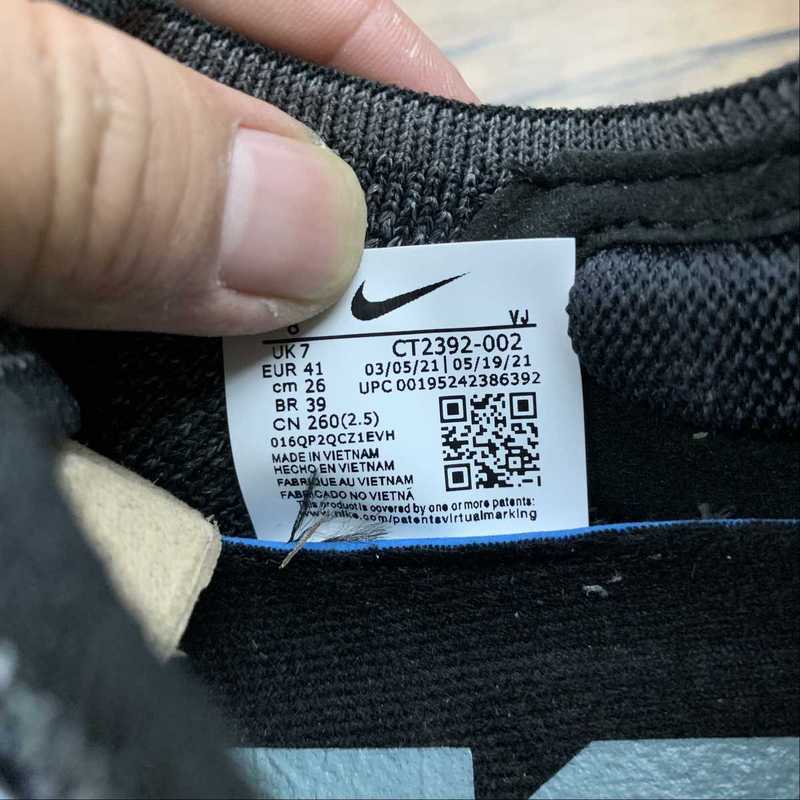 VJ
UK 7
EUR 41
cm 26
BR 39
CN 260(2.5)
CT2392-002
03/05/21 | 05/19/21
UPC 00195242386392
016QP2QCZ1EVH
MADE IN VIETNAM
HECHO EN VIETNAM
FABRIQUE AU VIETNAM
FABRICADO NO VIETNÃ
This product is covered by one or more patents:
www.nike.com/patentsvirtualmarking